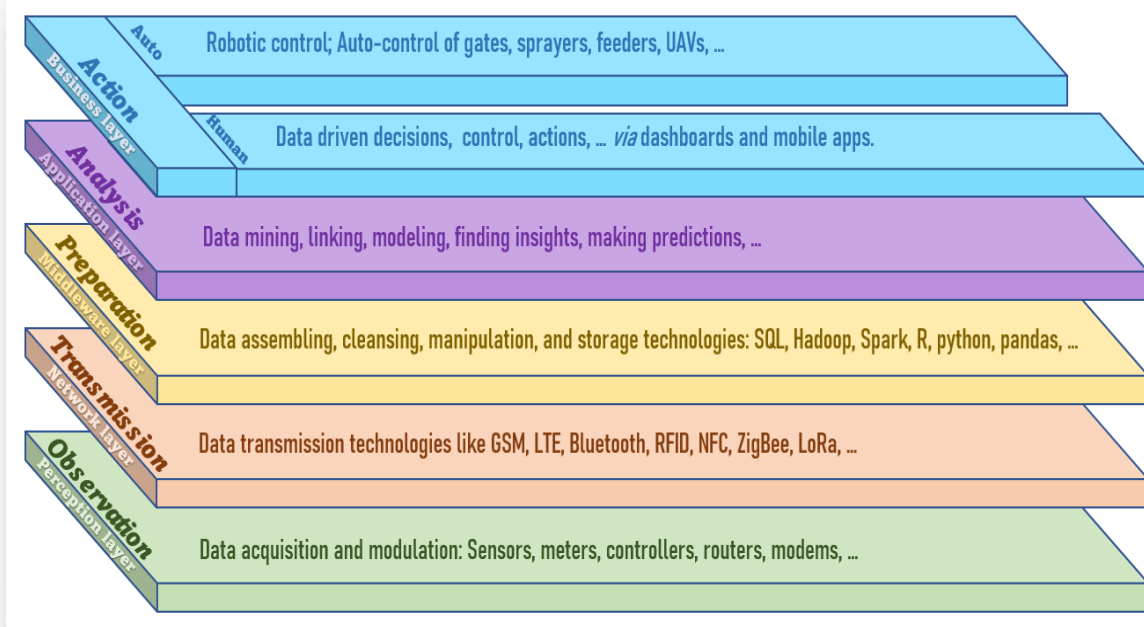 Auto
Robotic control; Auto-control of gates, sprayers, feeders, UAVs, ...
Action
Business layer
Human
Data driven decisions, control, actions, ... via dashboards and mobile apps.
Analysis
Application layer
Data mining, linking, modeling, finding insights, making predictions, ...
Preparation
Middleware layer
Data assembling, cleansing, manipulation, and storage technologies: SQL, Hadoop, Spark, R, python, pandas, ...
Transmission
Network layer
Data transmission technologies like GSM, LTE, Bluetooth, RFID, NFC, ZigBee, LoRa, ...
Observation
Perception layer
Data acquisition and modulation: Sensors, meters, controllers, routers, modems, ...